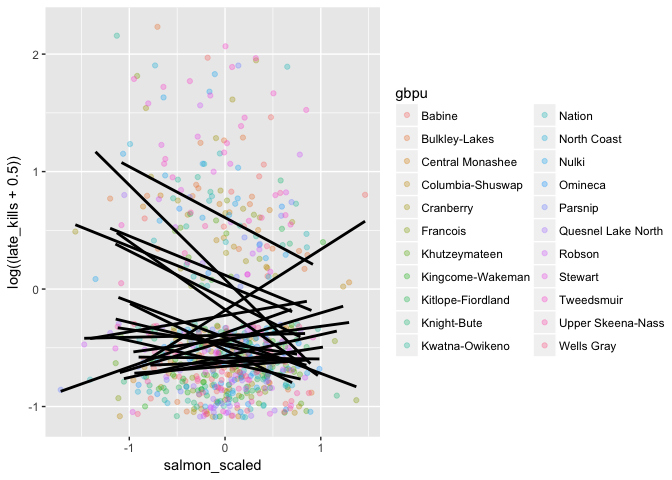 gbpu
Babine
Bulkley-Lakes
Central Monashee
Columbia-Shuswap
Cranberry
Francois
Khutzeymateen
Kingcome-Wakeman
Kitlope-Fiordland
Knight-Bute
Kwatna-Owikeno
Nation
North Coast
Nulki
Omineca
Parsnip
Quesnel Lake North
Robson
Stewart
Tweedsmuir
Upper Skeena-Nass
Wells Gray
log((late_kills + 0.5))
2
1
0
-1
-1
0
1
salmon_scaled